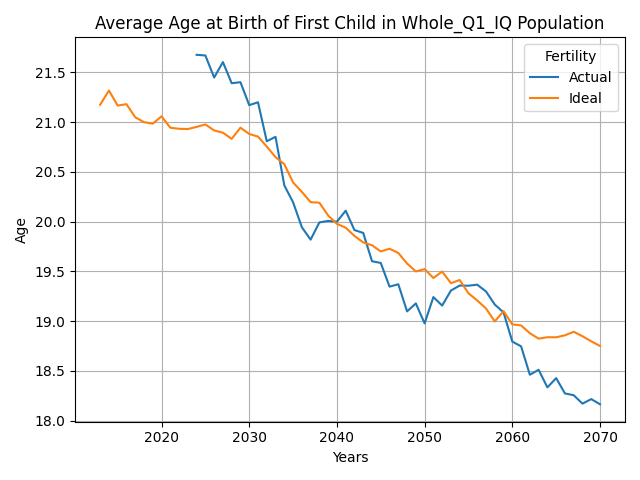 Average Age at Birth of First Child in Whole_Q1_IQ Population
Fertility
Actual
Ideal
Age
21.5
21.0
20.5
20.0
19.5
19.0
18.5
18.0
2020 2030 2040 2050 2060 2070
Years